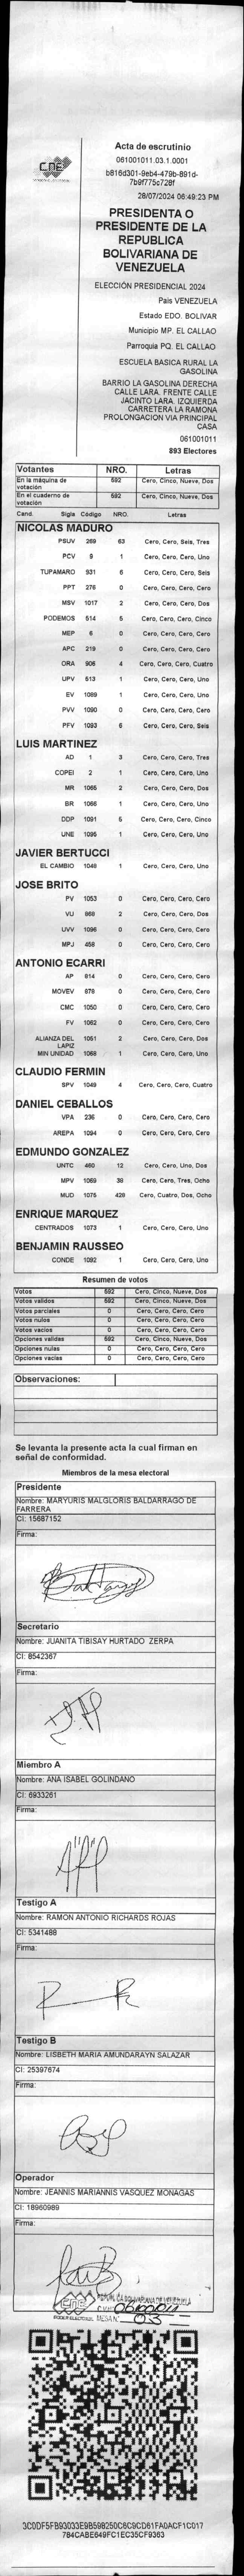 CNE
Acta de escrutinio
061001011.03.1.0001
b816d301-9eb4-479b-891d-
7b9f775c728f
28/07/2024 06:49:23 PM
PRESIDENTA O
PRESIDENTE DE LA
REPUBLICA
BOLIVARIANA DE
VENEZUELA
ELECCIÓN PRESIDENCIAL 2024
País VENEZUELA
Estado EDO. BOLIVAR
Municipio MP. EL CALLAO
Parroquia PQ. EL CALLAO
ESCUELA BASICA RURAL LA
GASOLINA
BARRIO LA GASOLINA DERECHA
CALLE LARA. FRENTE CALLE
JACINTO LARA. IZQUIERDA
CARRETERA LA RAMONA
PROLONGACION VIA PRINCIPAL
CASA
061001011
893 Electores
Votantes NRO. Letras
En la máquina de votación 592 Cero, Cinco, Nueve, Dos
En el cuaderno de votación 592 Cero, Cinco, Nueve, Dos
Cand. Sigla Código NRO. Letras
NICOLAS MADURO
PSUV 269 63 Cero, Cero, Seis, Tres
PCV 9 1 Cero, Cero, Cero, Uno
TUPAMARO 931 6 Cero, Cero, Cero, Seis
PPT 276 0 Cero, Cero, Cero, Cero
MSV 1017 2 Cero, Cero, Cero, Dos
PODEMOS 514 5 Cero, Cero, Cero, Cinco
MEP 6 0 Cero, Cero, Cero, Cero
APC 219 0 Cero, Cero, Cero, Cero
ORA 906 4 Cero, Cero, Cero, Cuatro
UPV 513 1 Cero, Cero, Cero, Uno
EV 1089 1 Cero, Cero, Cero, Uno
PVV 1090 0 Cero, Cero, Cero, Cero
PFV 1093 6 Cero, Cero, Cero, Seis
LUIS MARTINEZ
AD 1 3 Cero, Cero, Cero, Tres
COPEI 2 1 Cero, Cero, Cero, Uno
MR 1065 2 Cero, Cero, Cero, Dos
BR 1066 1 Cero, Cero, Cero, Uno
DDP 1091 5 Cero, Cero, Cero, Cinco
UNE 1095 1 Cero, Cero, Cero, Uno
JAVIER BERTUCCI
EL CAMBIO 1048 1 Cero, Cero, Cero, Uno
JOSE BRITO
PV 1053 0 Cero, Cero, Cero, Cero
VU 868 2 Cero, Cero, Cero, Dos
UVV 1096 0 Cero, Cero, Cero, Cero
MPJ 458 0 Cero, Cero, Cero, Cero
ANTONIO ECARRI
AP 814 0 Cero, Cero, Cero, Cero
MOVEV 879 0 Cero, Cero, Cero, Cero
CMC 1050 0 Cero, Cero, Cero, Cero
FV 1082 0 Cero, Cero, Cero, Cero
ALIANZA DEL LAPIZ 1051 2 Cero, Cero, Cero, Dos
MIN UNIDAD 1068 1 Cero, Cero, Cero, Uno
CLAUDIO FERMIN
SPV 1049 4 Cero, Cero, Cero, Cuatro
DANIEL CEBALLOS
VPA 236 0 Cero, Cero, Cero, Cero
AREPA 1094 0 Cero, Cero, Cero, Cero
EDMUNDO GONZALEZ
UNTC 460 12 Cero, Cero, Uno, Dos
MPV 1069 38 Cero, Cero, Tres, Ocho
MUD 1076 428 Cero, Cuatro, Dos, Ocho
ENRIQUE MARQUEZ
CENTRADOS 1073 1 Cero, Cero, Cero, Uno
BENJAMIN RAUSSEO
CONDE 1092 1 Cero, Cero, Cero, Uno
Resumen de votos
Votos 592 Cero, Cinco, Nueve, Dos
Votos validos 592 Cero, Cinco, Nueve, Dos
Votos parciales 0 Cero, Cero, Cero, Cero
Votos nulos 0 Cero, Cero, Cero, Cero
Votos vacios 0 Cero, Cero, Cero, Cero
Opciones validas 592 Cero, Cinco, Nueve, Dos
Opciones nulas 0 Cero, Cero, Cero, Cero
Opciones vacias 0 Cero, Cero, Cero, Cero
Observaciones:
Se levanta la presente acta la cual firman en
señal de conformidad.
Miembros de la mesa electoral
Presidente
Nombre: MARYURIS MALGLORIS BALDARRAGO DE
FARRERA
CI: 15687152
Firma:
Secretario
Nombre: JUANITA TIBISAY HURTADO ZERPA
CI: 8542367
Firma:
Miembro A
Nombre: ANA ISABEL GOLINDANO
CI: 6933261
Firma:
Testigo A
Nombre: RAMON ANTONIO RICHARDS ROJAS
CI: 5341488
Firma:
Testigo B
Nombre: LISBETH MARIA AMUNDARAYN SALAZAR
CI: 25397674
Firma:
Operador
Nombre: JEANNIS MARIANNIS VASQUEZ MONAGAS
CI: 18960989
Firma:
CNE REPÚBLICA BOLIVARIANA DE VENEZUELA
PODER ELECTORAL MESA N° 03
3C0DF5FB93033E9B598250C6C9CD61FA0ACF1C017
7B4CABE649FC1EC35CF9363